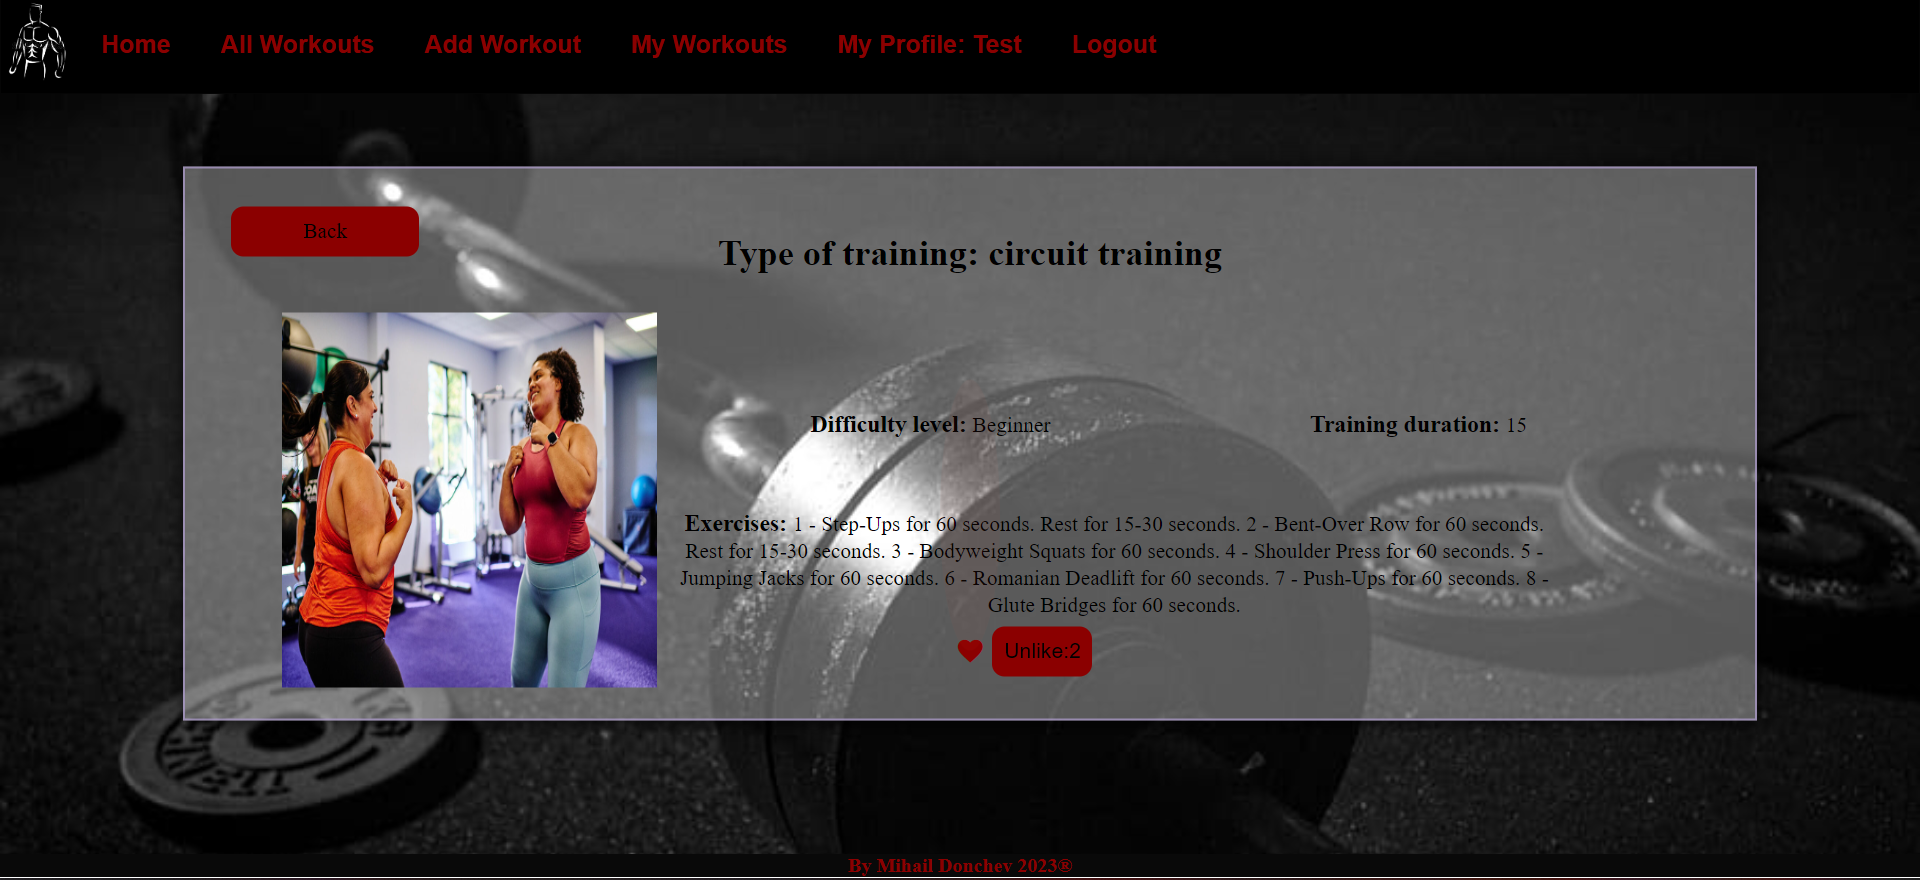 Home All Workouts Add Workout My Workouts My Profile: Test Logout
Back
Type of training: circuit training
Difficulty level: Beginner
Training duration: 15
Exercises: 1 - Step-Ups for 60 seconds. Rest for 15-30 seconds. 2 - Bent-Over Row for 60 seconds.
Rest for 15-30 seconds. 3 - Bodyweight Squats for 60 seconds. 4 - Shoulder Press for 60 seconds. 5 -
Jumping Jacks for 60 seconds. 6 - Romanian Deadlift for 60 seconds. 7 - Push-Ups for 60 seconds. 8 -
Glute Bridges for 60 seconds.
Unlike:2
By Mihail Donchev 2023®